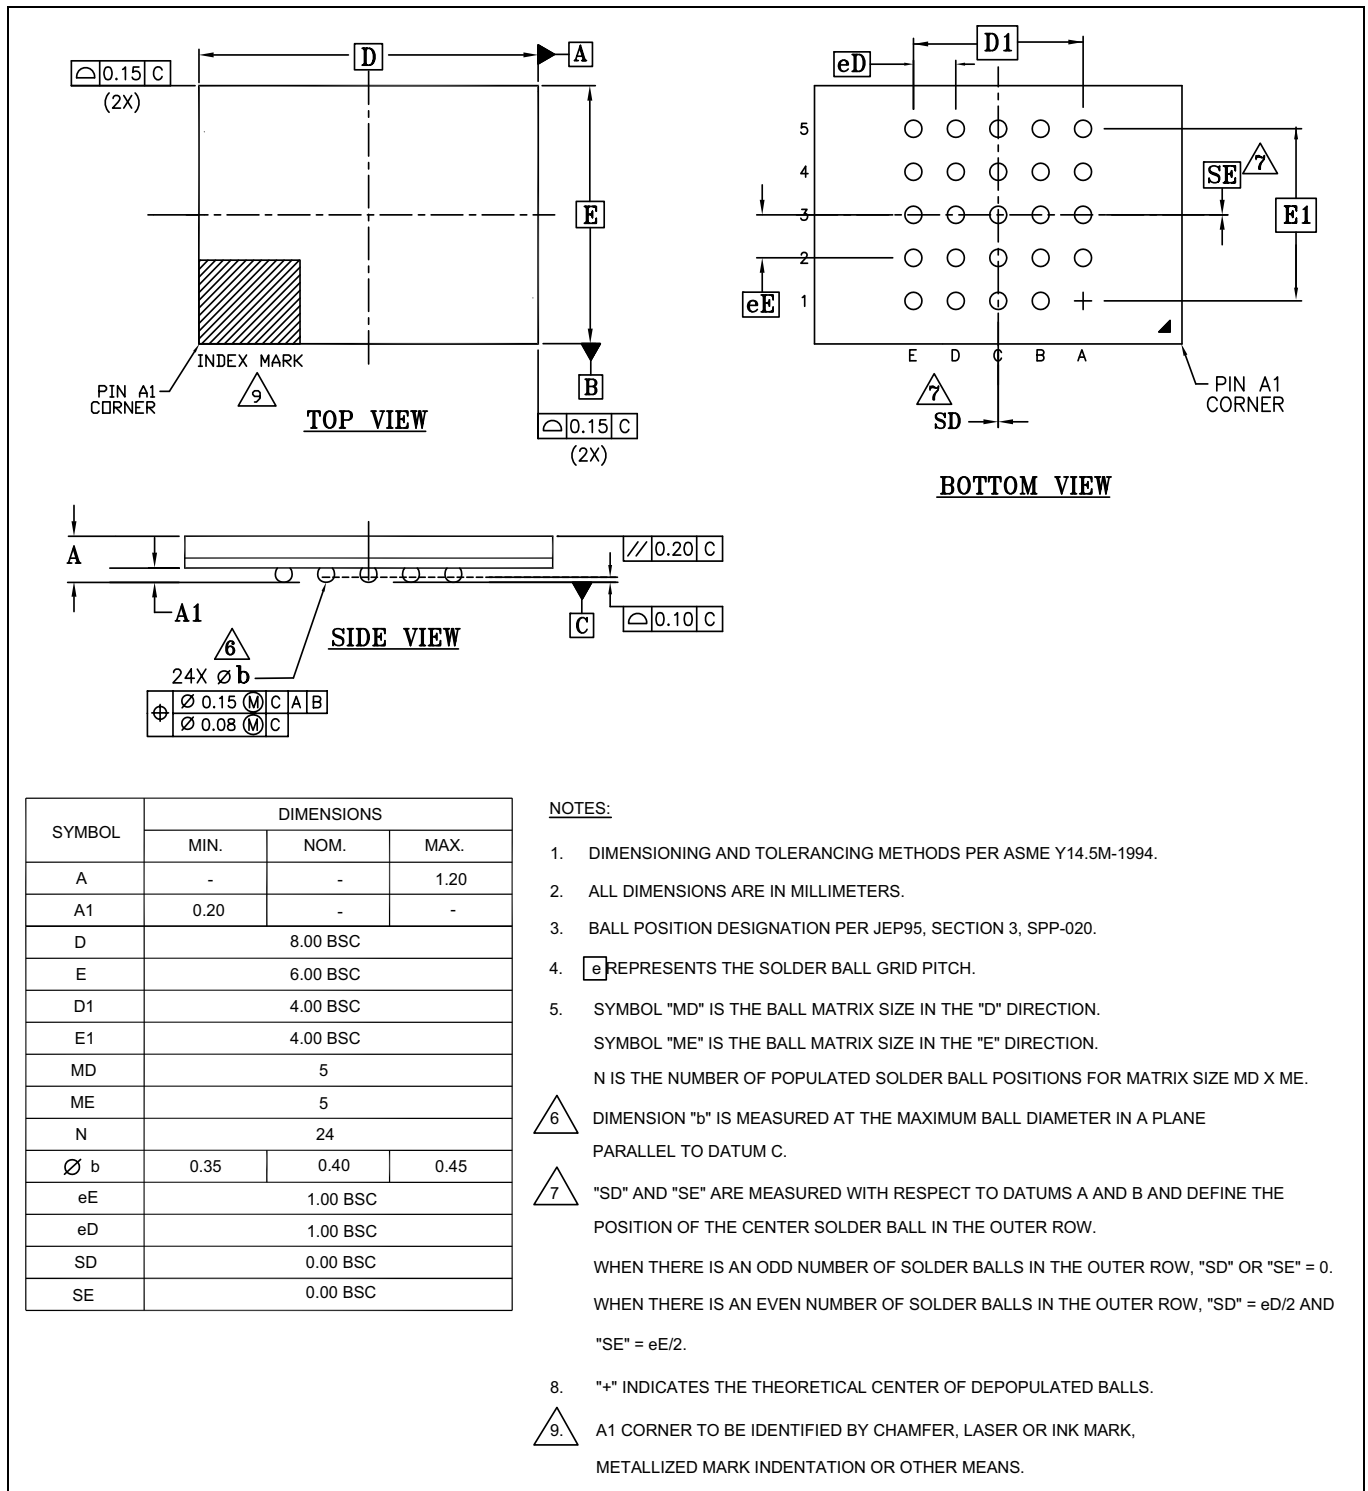 D
A
⌓ 0.15 C
(2X)
E
INDEX MARK
9
PIN A1
CORNER
B
TOP VIEW
⌓ 0.15 C
(2X)
D1
eD
5
4
3
2
1
SE
7
E1
eE
E D C B A
7
SD
PIN A1
CORNER
BOTTOM VIEW
A
// 0.20 C
A1
C
⌓ 0.10 C
SIDE VIEW
6
24X ⌀ b
⌖ ⌀ 0.15 Ⓜ C A B
⌀ 0.08 Ⓜ C
SYMBOL DIMENSIONS
MIN. NOM. MAX.
A - - 1.20
A1 0.20 - -
D 8.00 BSC
E 6.00 BSC
D1 4.00 BSC
E1 4.00 BSC
MD 5
ME 5
N 24
Ø b 0.35 0.40 0.45
eE 1.00 BSC
eD 1.00 BSC
SD 0.00 BSC
SE 0.00 BSC
NOTES:
1. DIMENSIONING AND TOLERANCING METHODS PER ASME Y14.5M-1994.
2. ALL DIMENSIONS ARE IN MILLIMETERS.
3. BALL POSITION DESIGNATION PER JEP95, SECTION 3, SPP-020.
4. e REPRESENTS THE SOLDER BALL GRID PITCH.
5. SYMBOL "MD" IS THE BALL MATRIX SIZE IN THE "D" DIRECTION.
SYMBOL "ME" IS THE BALL MATRIX SIZE IN THE "E" DIRECTION.
N IS THE NUMBER OF POPULATED SOLDER BALL POSITIONS FOR MATRIX SIZE MD X ME.
6 DIMENSION "b" IS MEASURED AT THE MAXIMUM BALL DIAMETER IN A PLANE
PARALLEL TO DATUM C.
7 "SD" AND "SE" ARE MEASURED WITH RESPECT TO DATUMS A AND B AND DEFINE THE
POSITION OF THE CENTER SOLDER BALL IN THE OUTER ROW.
WHEN THERE IS AN ODD NUMBER OF SOLDER BALLS IN THE OUTER ROW, "SD" OR "SE" = 0.
WHEN THERE IS AN EVEN NUMBER OF SOLDER BALLS IN THE OUTER ROW, "SD" = eD/2 AND
"SE" = eE/2.
8. "+" INDICATES THE THEORETICAL CENTER OF DEPOPULATED BALLS.
9. A1 CORNER TO BE IDENTIFIED BY CHAMFER, LASER OR INK MARK,
METALLIZED MARK INDENTATION OR OTHER MEANS.